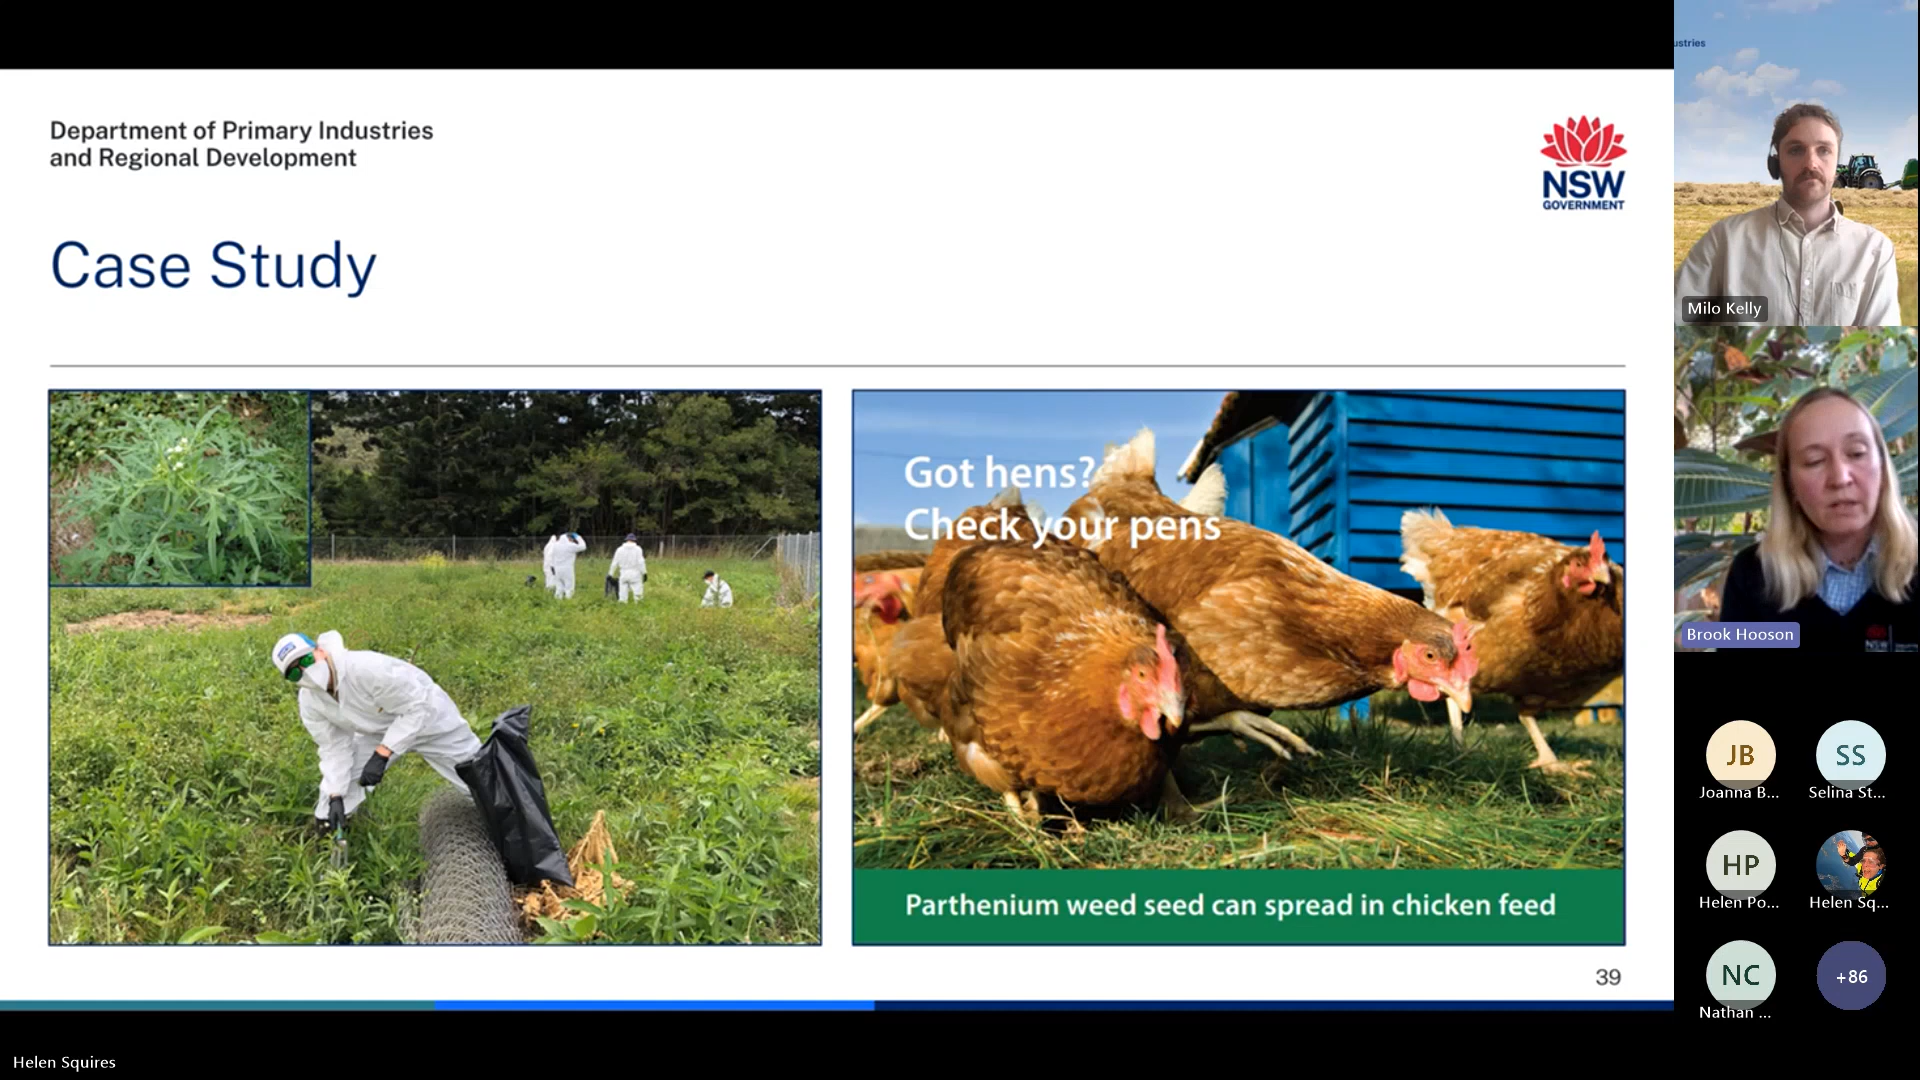 Department of Primary Industries
and Regional Development
NSW
GOVERNMENT
Case Study
Got hens?
Check your pens
Parthenium weed seed can spread in chicken feed
39
Helen Squires
ustries
Milo Kelly
Brook Hooson
JB
Joanna B...
SS
Selina St...
HP
Helen Po...
Helen Sq...
NC
Nathan ...
+86